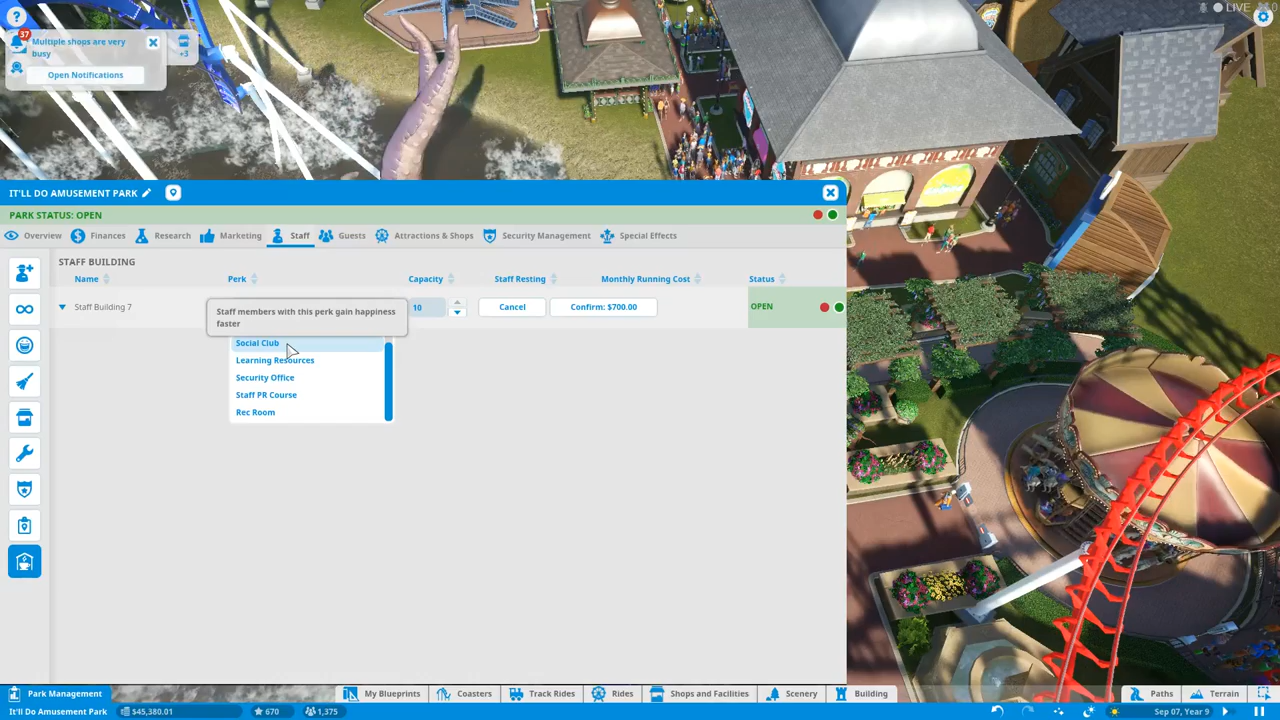 LIVE
37
Multiple shops are very
busy
+3
Open Notifications
IT'LL DO AMUSEMENT PARK
PARK STATUS: OPEN
Overview Finances Research Marketing Staff Guests Attractions & Shops Security Management Special Effects
STAFF BUILDING
Name Perk Capacity Staff Resting Monthly Running Cost Status
Staff Building 7 10 Cancel Confirm: $700.00 OPEN
Staff members with this perk gain happiness
faster
Social Club
Learning Resources
Security Office
Staff PR Course
Rec Room
Park Management My Blueprints Coasters Track Rides Rides Shops and Facilities Scenery Building Paths Terrain
It'll Do Amusement Park $45,380.01 670 1,375 Sep 07, Year 9